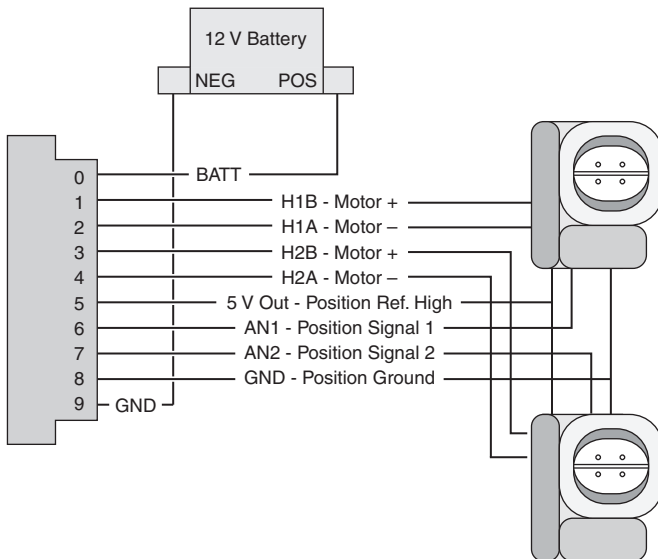 12 V Battery
NEG POS
0 BATT
1 H1B - Motor +
2 H1A - Motor –
3 H2B - Motor +
4 H2A - Motor –
5 5 V Out - Position Ref. High
6 AN1 - Position Signal 1
7 AN2 - Position Signal 2
8 GND - Position Ground
9 GND